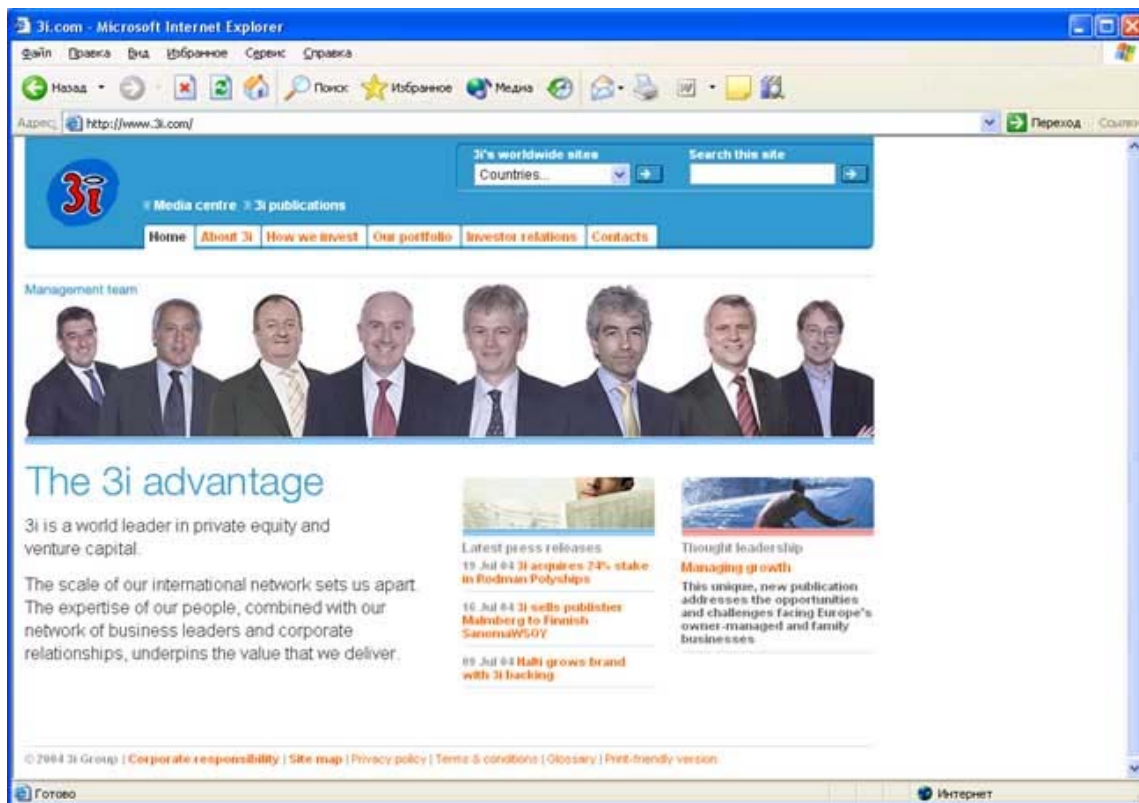 3i.com - Microsoft Internet Explorer
Файл Правка Вид Избранное Сервис Справка
Назад Поиск Избранное Медиа
Адрес: http://www.3i.com/ Переход Ссылки
3i's worldwide sites Search this site
Countries...
3i
Media centre 3i publications
Home About 3i How we invest Our portfolio Investor relations Contacts
Management team
The 3i advantage
3i is a world leader in private equity and
venture capital.
The scale of our international network sets us apart.
The expertise of our people, combined with our
network of business leaders and corporate
relationships, underpins the value that we deliver.
Latest press releases
19 Jul 04 3i acquires 24% stake
in Rodman Polyships
16 Jul 04 3i sells publisher
Malmberg to Finnish
SanomaWSOY
09 Jul 04 Halti grows brand
with 3i backing
Thought leadership
Managing growth
This unique, new publication
addresses the opportunities
and challenges facing Europe's
owner-managed and family
businesses
© 2004 3i Group | Corporate responsibility | Site map | Privacy policy | Terms & conditions | Glossary | Print-friendly version
Готово Интернет